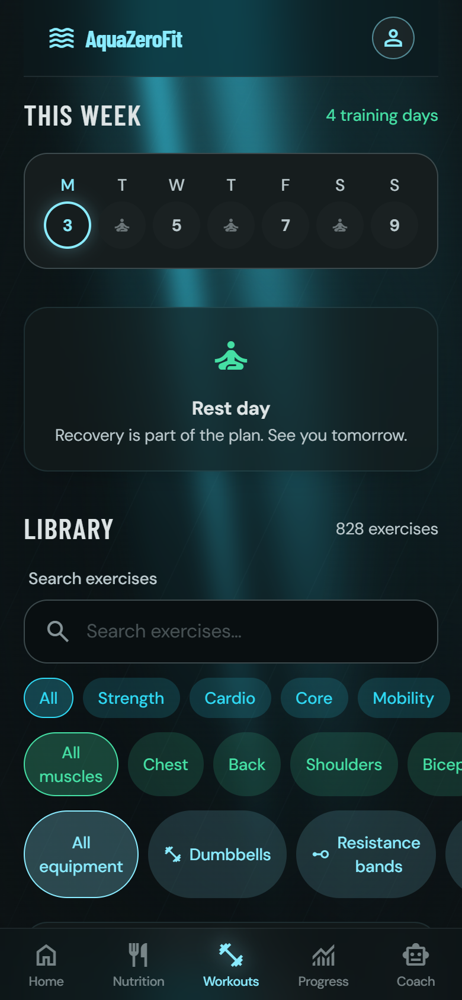 AquaZeroFit
THIS WEEK
4 training days
M T W T F S S
3 5 7 9
Rest day
Recovery is part of the plan. See you tomorrow.
LIBRARY
828 exercises
Search exercises
Search exercises...
All Strength Cardio Core Mobility
All
muscles
Chest Back Shoulders Bicep
All
equipment
Dumbbells
Resistance
bands
Home Nutrition Workouts Progress Coach